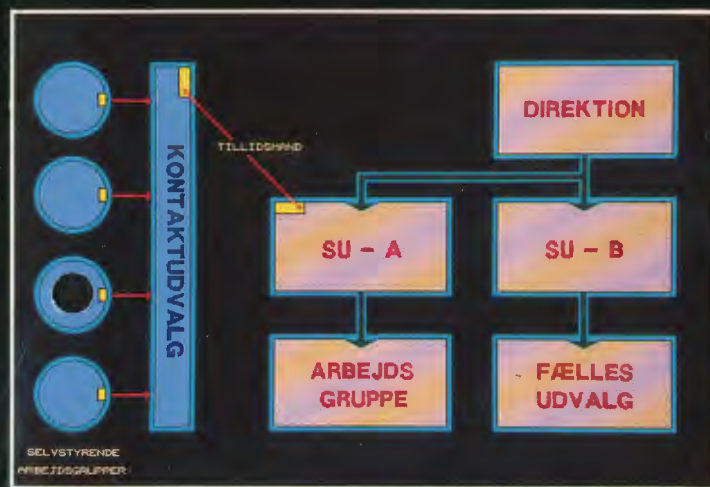 DIREKTION
TILLIDSMAND
KONTAKTUDVALG
SU - A
SU - B
ARBEJDS
GRUPPE
FÆLLES
UDVALG
SELVSTYRENDE
ARBEJDSGRUPPER